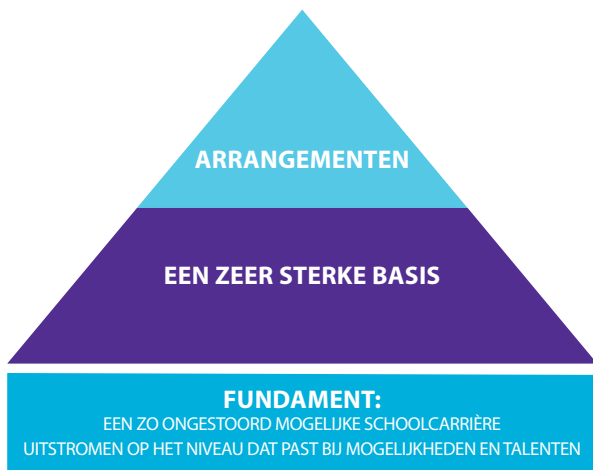 ARRANGEMENTEN
EEN ZEER STERKE BASIS
FUNDAMENT:
EEN ZO ONGESTOORD MOGELIJKE SCHOOLCARRIÈRE
UITSTROMEN OP HET NIVEAU DAT PAST BIJ MOGELIJKHEDEN EN TALENTEN